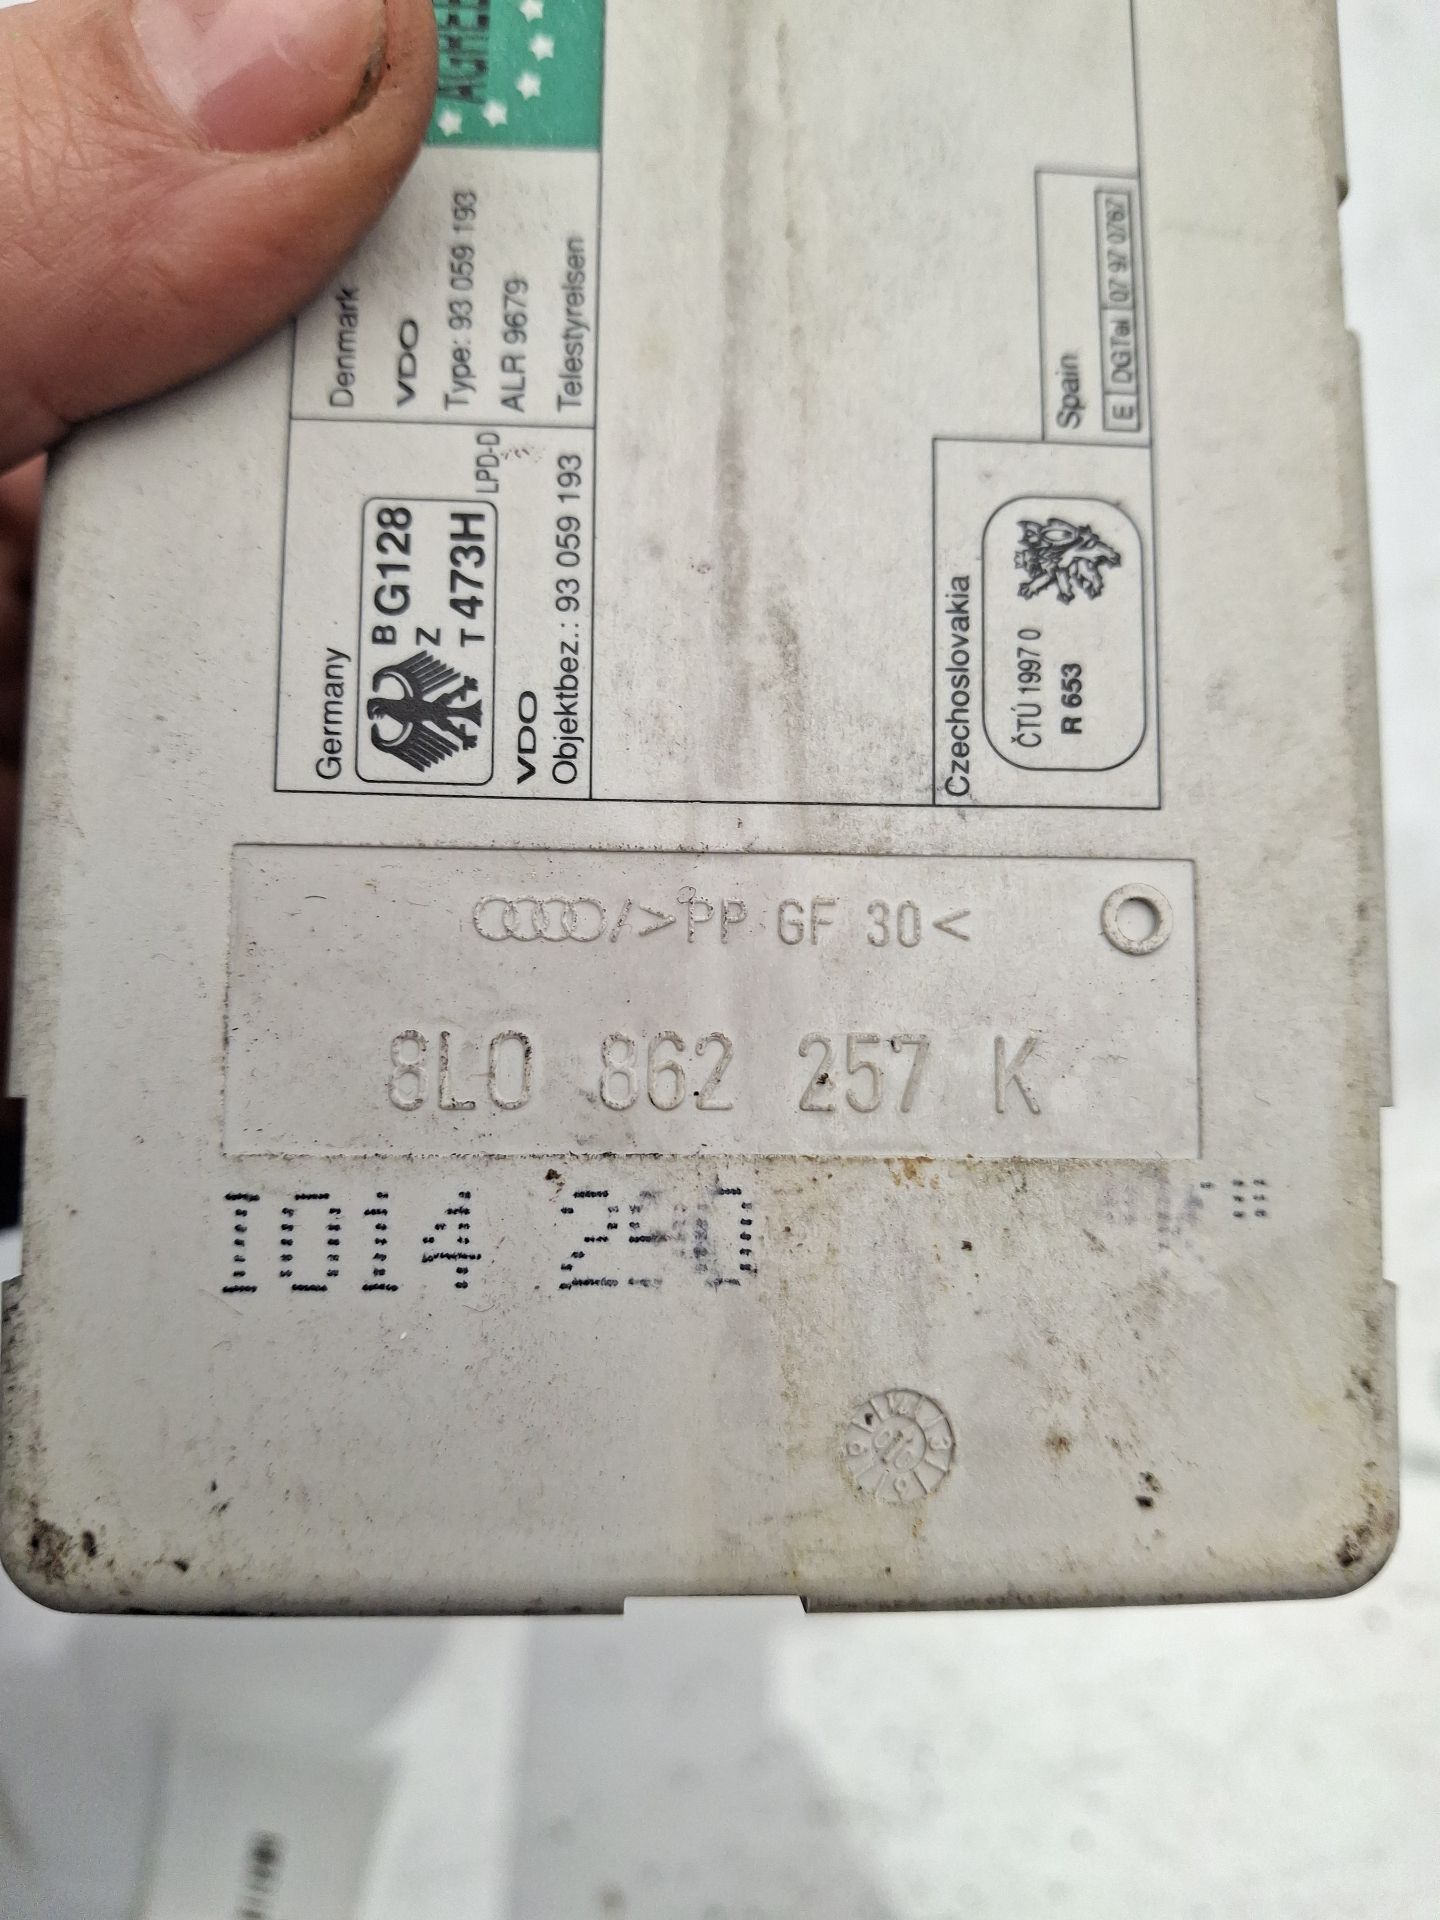 Denmark
VDO
Type: 93 059 193
ALR 9679
Telestyrelsen
Germany
B G128
Z
T 473H
LPD-D
VDO
Objektbez.: 93 059 193
Spain
E DGTel 07 97 0767
Czechoslovakia
ČTÚ 1997 0
R 653
/>PP GF 30<
8L0 862 257 K